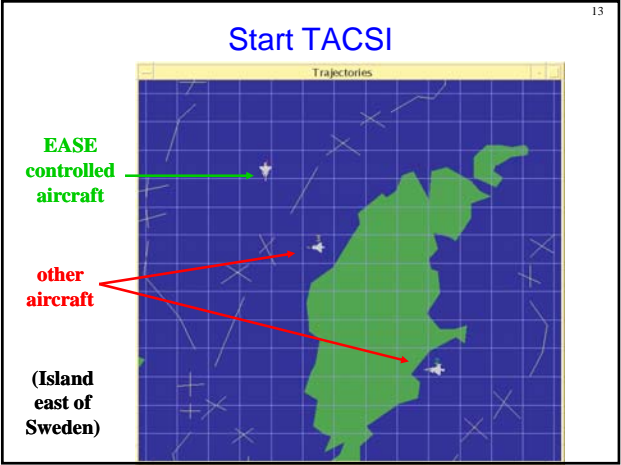 13
Start TACSI
Trajectories
EASE
controlled
aircraft
other
aircraft
(Island
east of
Sweden)